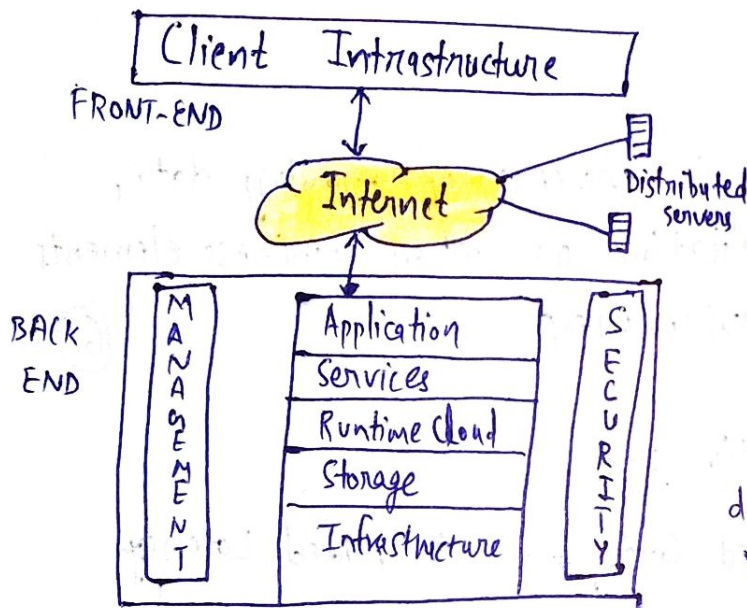 Client Intrastructure
FRONT-END
Internet
Distributed
servers
BACK
END
MANAGEMENT
Application
Services
Runtime Cloud
Storage
Infrastructure
SECURITY
d